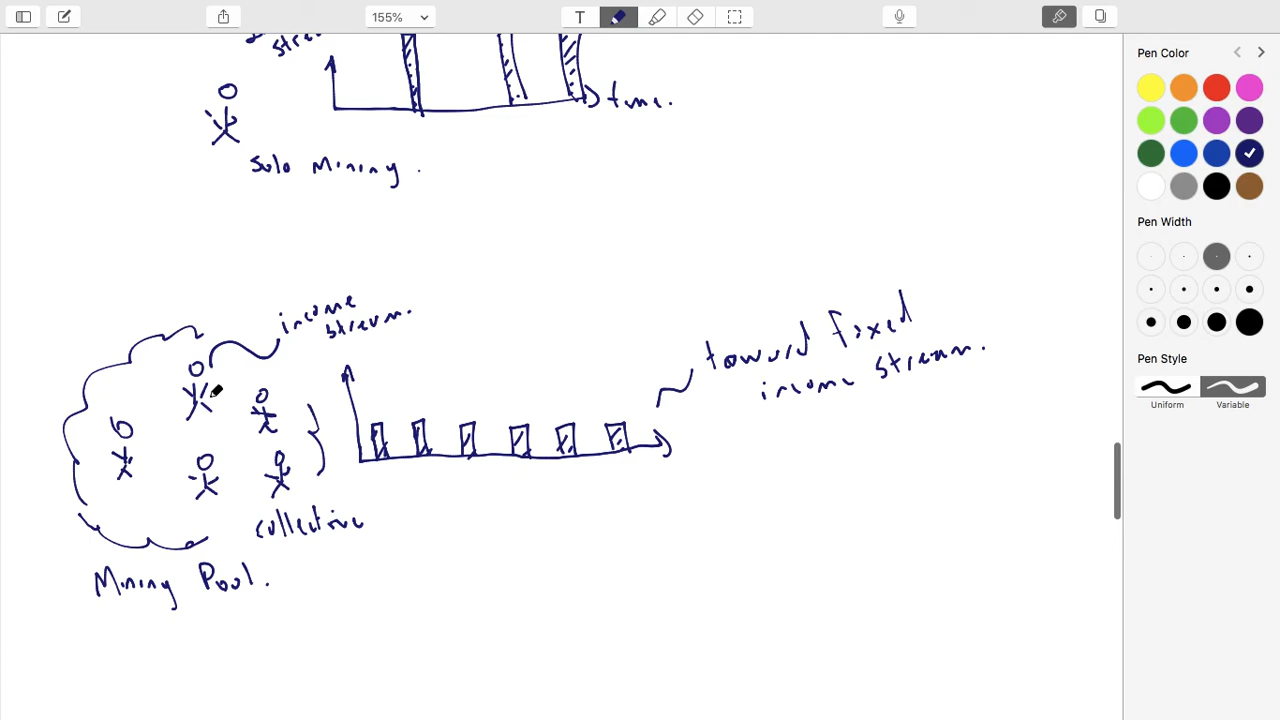 155%
T
stream
time.
Solo Mining.
Pen Color
Pen Width
Pen Style
Uniform Variable
income
stream.
toward fixed
income stream.
collective
Mining Pool.